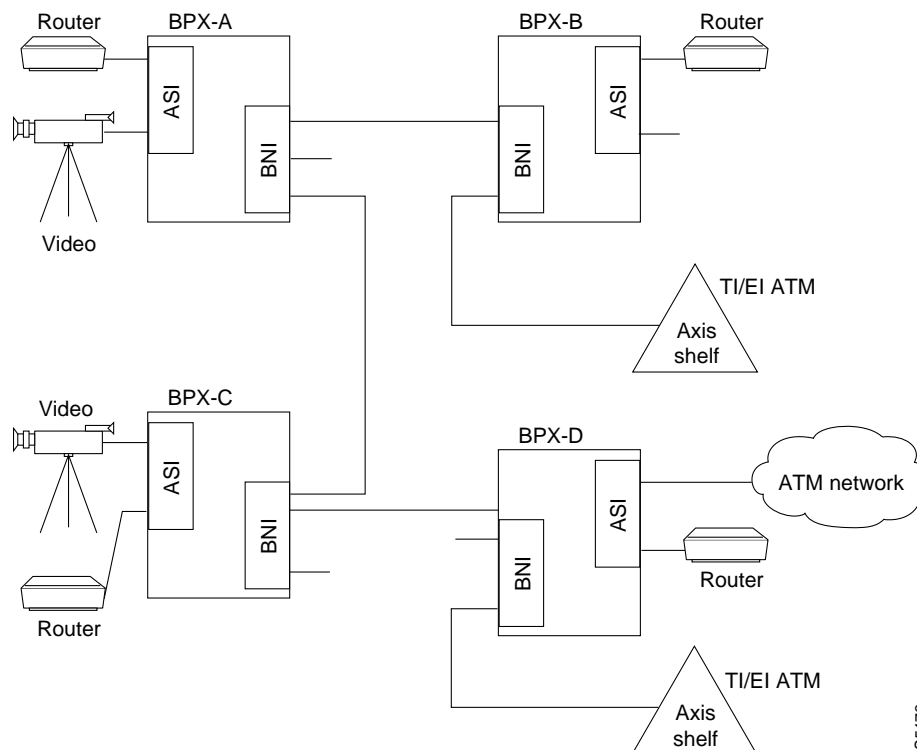 Router
BPX-A
BPX-B
Router
ASI
BNI
BNI
ASI
Video
TI/EI ATM
Axis
shelf
Video
BPX-C
BPX-D
ASI
BNI
BNI
ASI
ATM network
Router
Router
TI/EI ATM
Axis
shelf